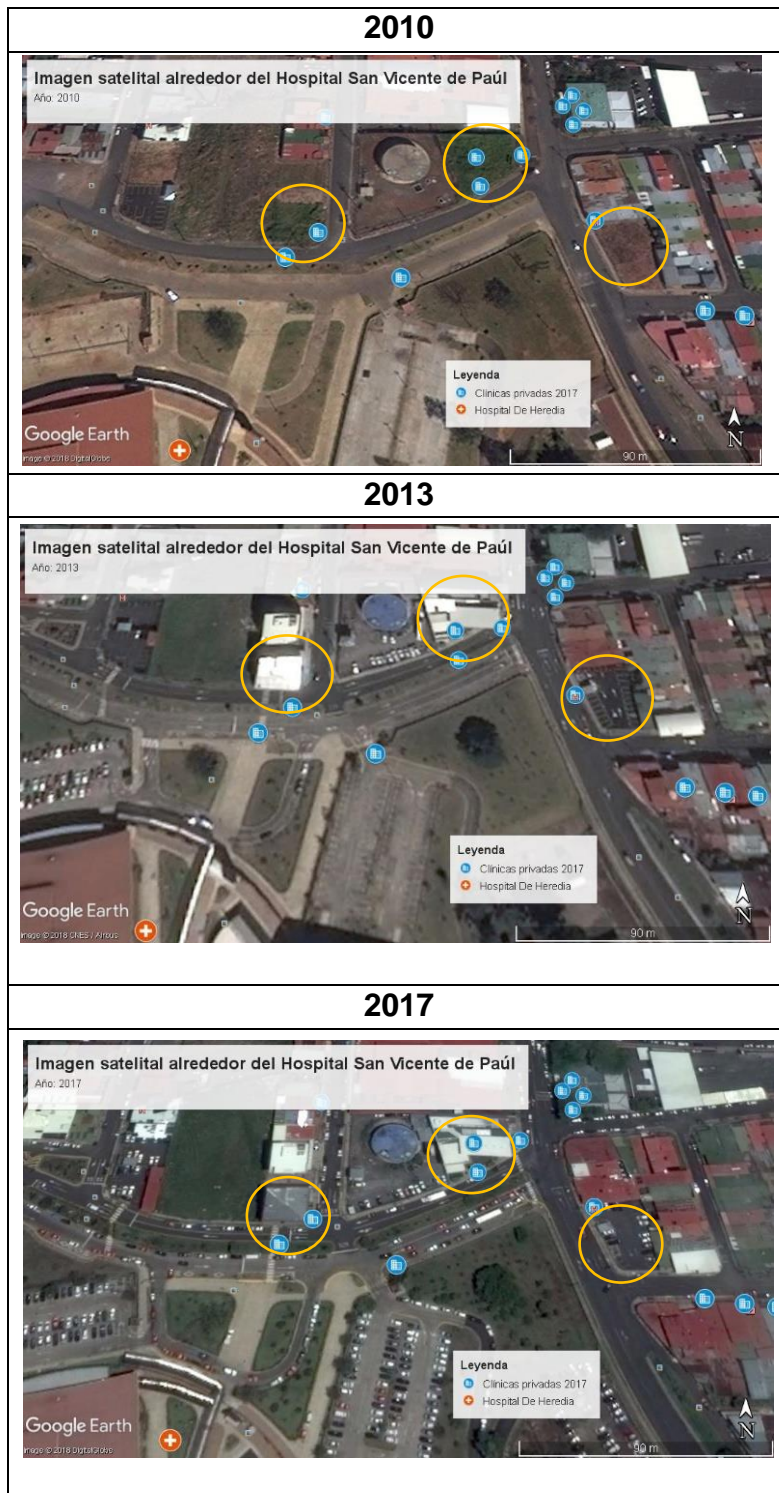 2010
Imagen satelital alrededor del Hospital San Vicente de Paúl
Año: 2010
Leyenda
Clínicas privadas 2017
Hospital De Heredia
Google Earth
Image © 2018 DigitalGlobe
N
90 m
2013
Imagen satelital alrededor del Hospital San Vicente de Paúl
Año: 2013
Leyenda
Clínicas privadas 2017
Hospital De Heredia
Google Earth
Image © 2018 CNES / Airbus
N
90 m
2017
Imagen satelital alrededor del Hospital San Vicente de Paúl
Año: 2017
Leyenda
Clínicas privadas 2017
Hospital De Heredia
Google Earth
Image © 2018 DigitalGlobe
N
90 m